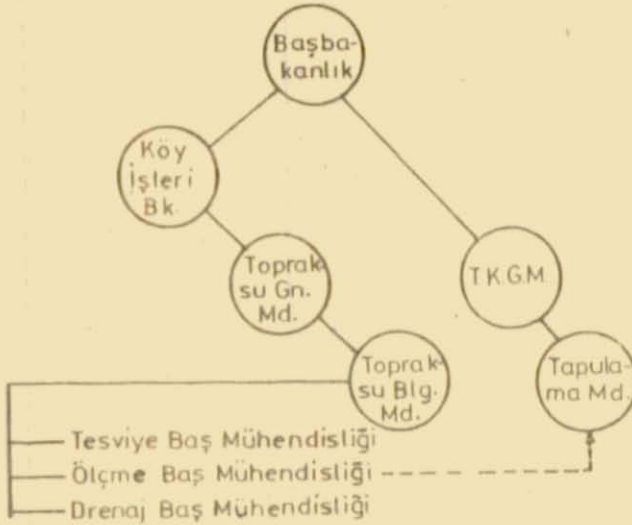 Başba-
kanlık
Köy
İşleri
Bk.
Toprak-
su Gn.
Md.
T.K.G.M.
Toprak-
su Blg.
Md.
Tapula-
ma Md.
Tesviye Baş Mühendisliği
Ölçme Baş Mühendisliği
Drenaj Baş Mühendisliği